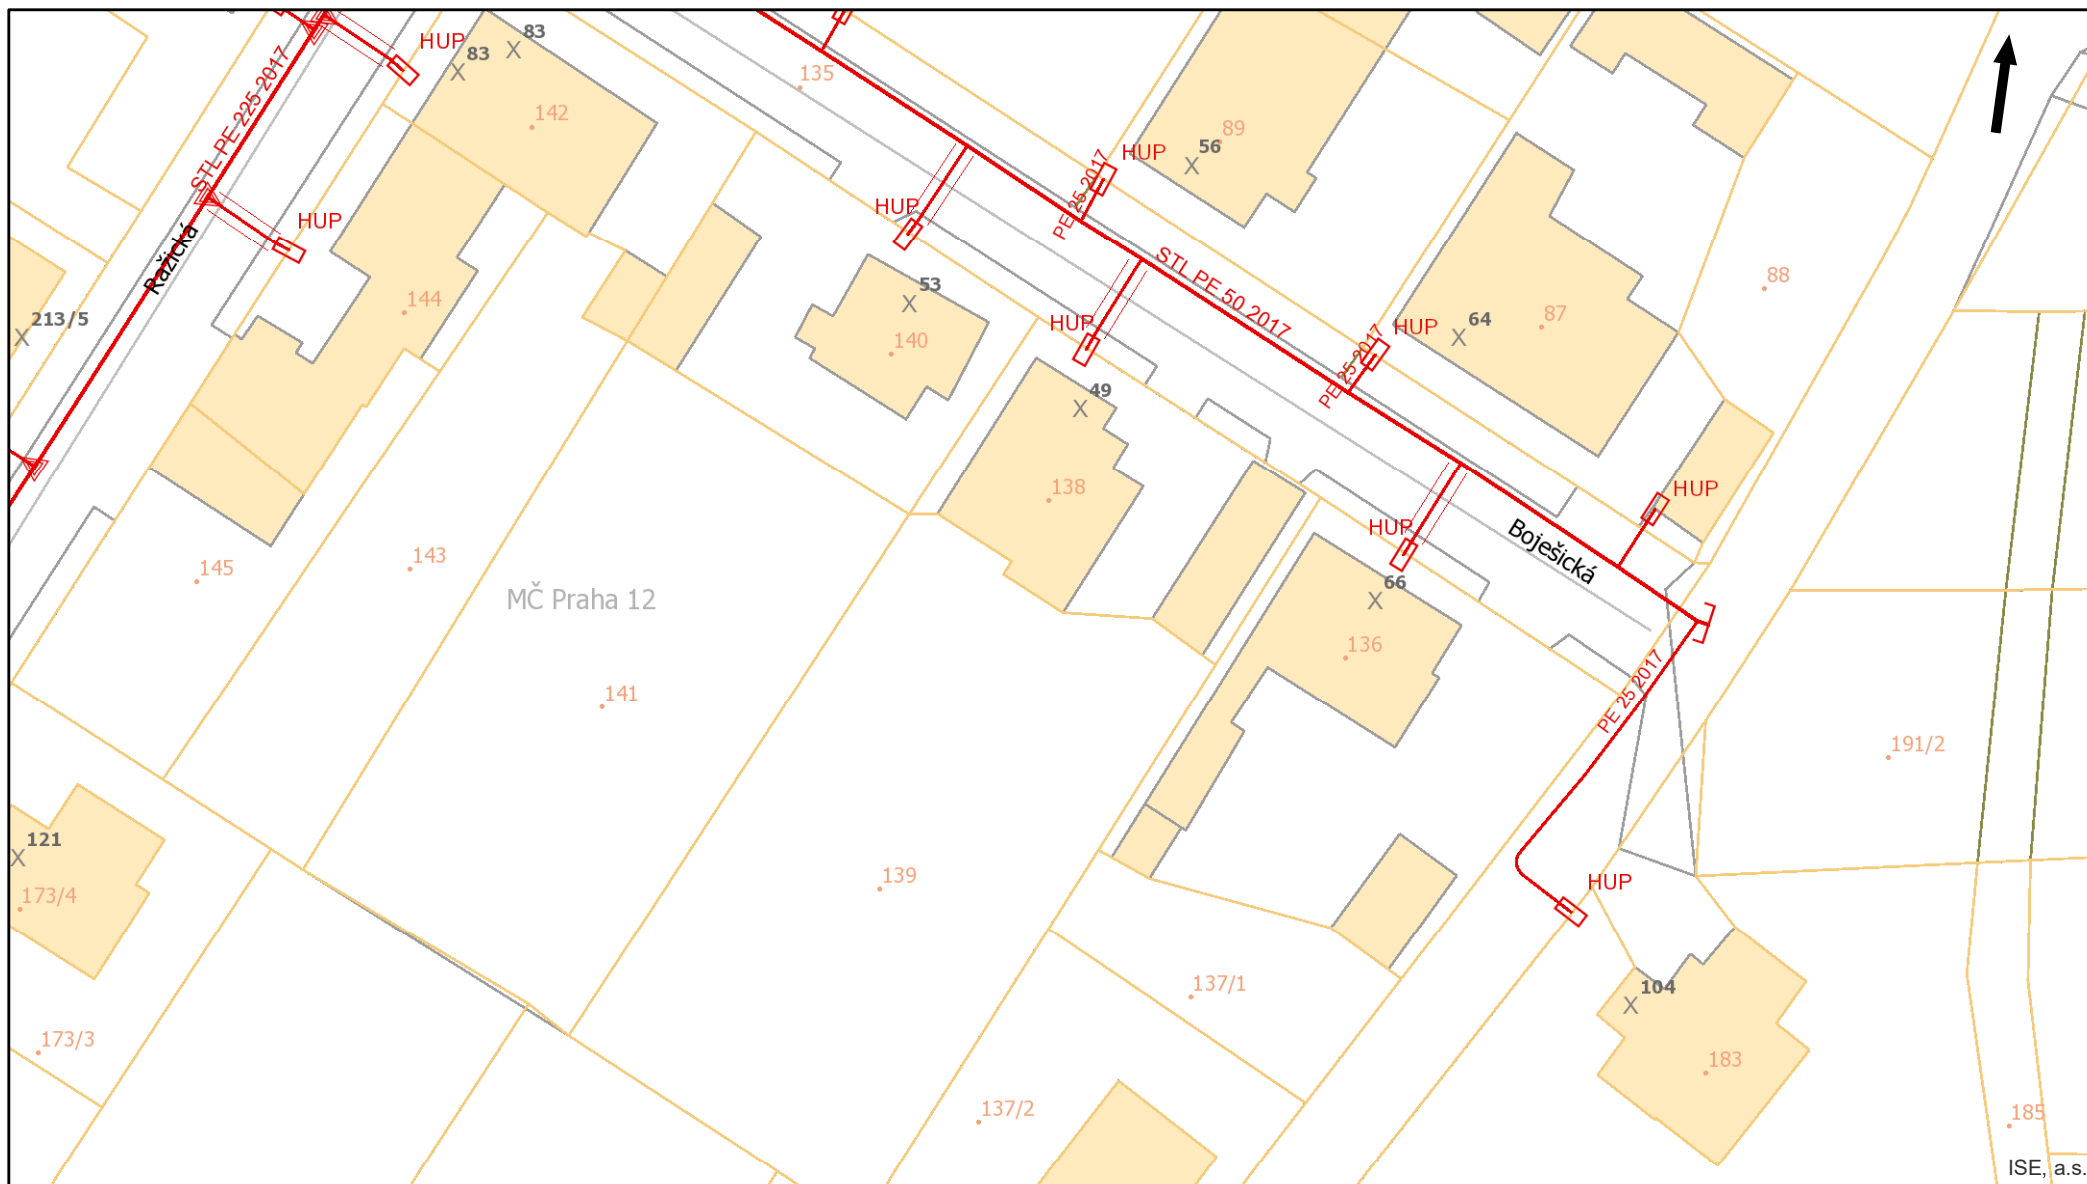 83
HUP
83
135
142
STL PE 225 2017
89
56
HUP
PE 25 2017
HUP
HUP
Ražická
88
STL PE 50 2017
53
144
87
64
HUP
213/5
HUP
PE 25 2017
140
49
138
HUP
HUP
Boješická
143
145
66
MČ Praha 12
136
141
PE 25 2017
191/2
121
139
HUP
173/4
137/1
104
173/3
183
137/2
185
ISE, a.s.